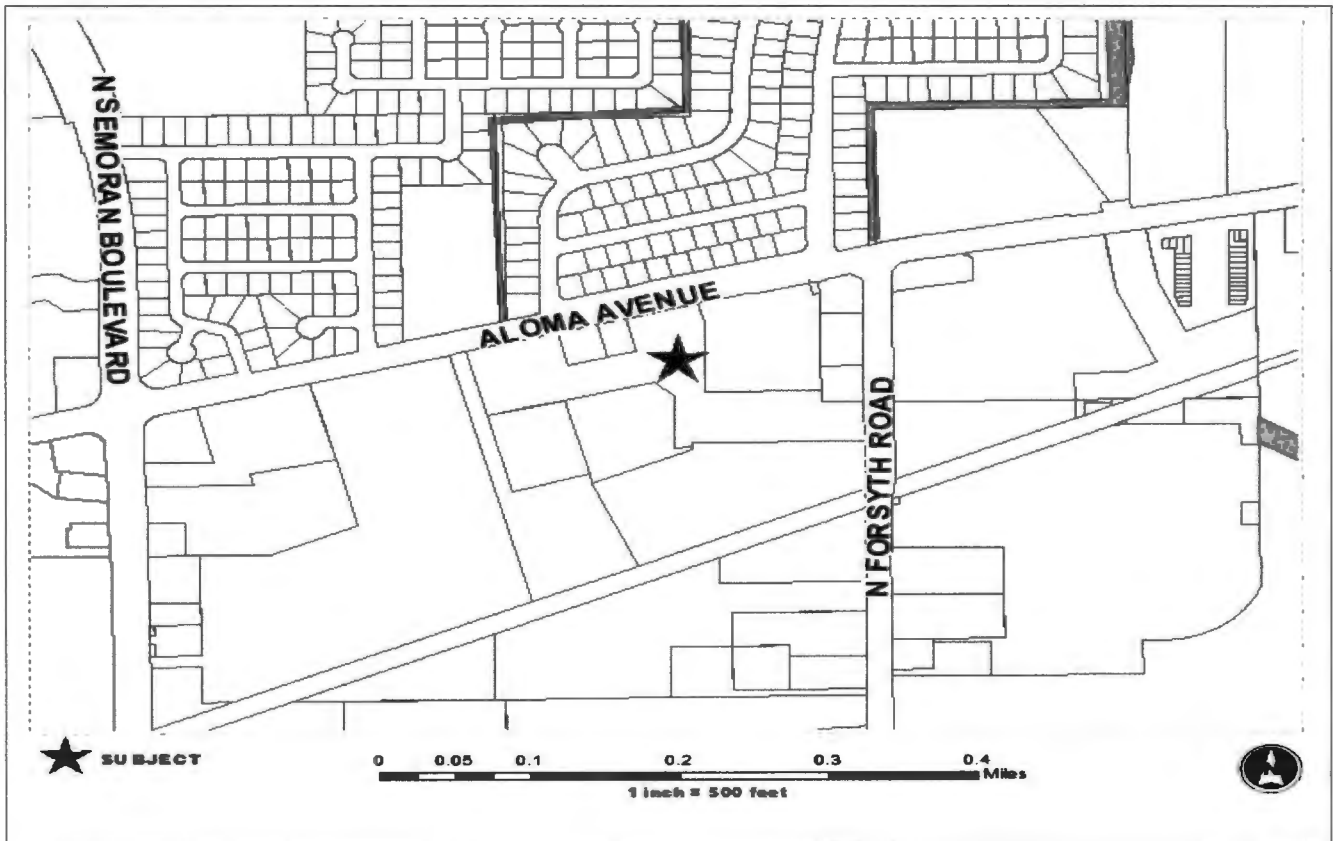 N SEMORAN BOULEVARD
ALOMA AVENUE
N FORSYTH ROAD
SUBJECT
0 0.05 0.1 0.2 0.3 0.4
Miles
1 inch = 500 feet